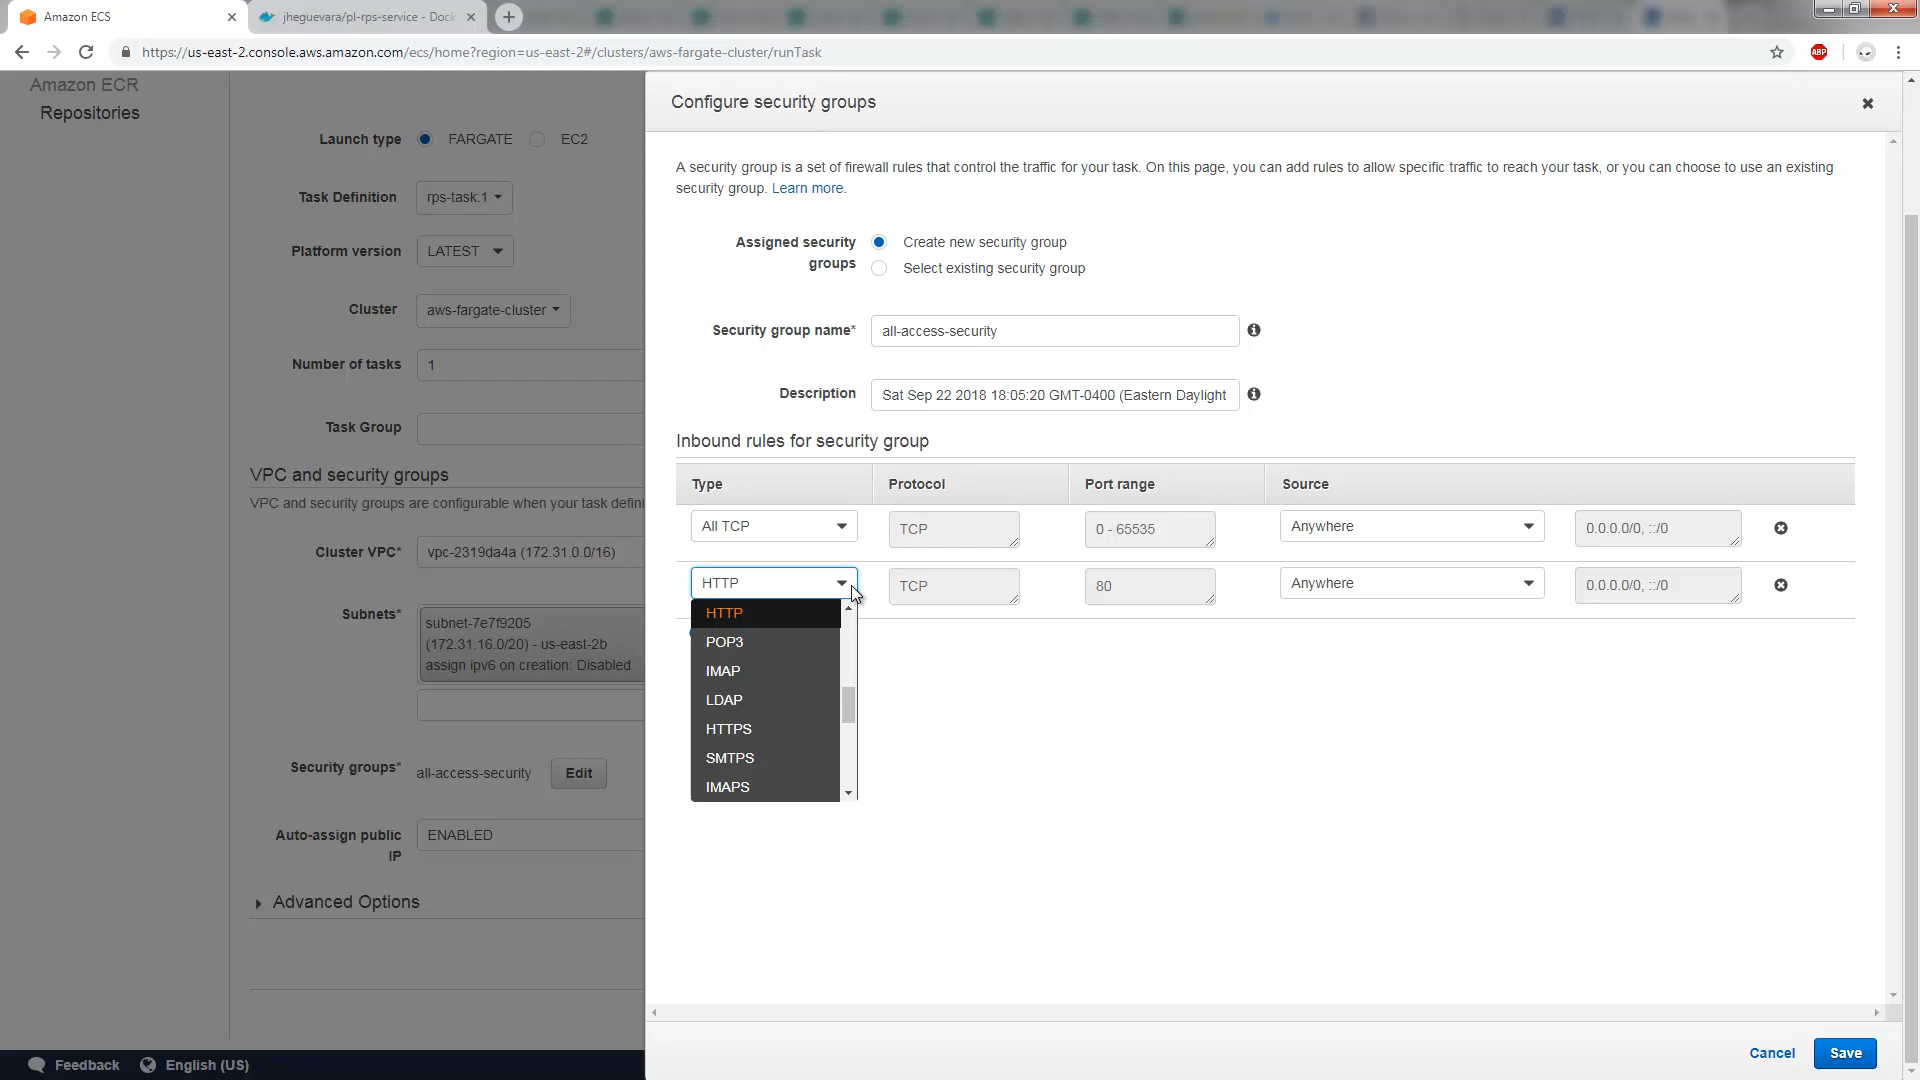 Amazon ECS
jheguevara/pl-rps-service - Dock
https://us-east-2.console.aws.amazon.com/ecs/home?region=us-east-2#/clusters/aws-fargate-cluster/runTask
ABP
Amazon ECR
Repositories
Launch type FARGATE EC2
Task Definition rps-task:1
Platform version LATEST
Cluster aws-fargate-cluster
Number of tasks 1
Task Group
VPC and security groups
VPC and security groups are configurable when your task defini
Cluster VPC* vpc-2319da4a (172.31.0.0/16)
Subnets* subnet-7e7f9205
(172.31.16.0/20) - us-east-2b
assign ipv6 on creation: Disabled
Security groups* all-access-security Edit
Auto-assign public IP ENABLED
Advanced Options
Configure security groups
A security group is a set of firewall rules that control the traffic for your task. On this page, you can add rules to allow specific traffic to reach your task, or you can choose to use an existing
security group. Learn more.
Assigned security groups Create new security group
Select existing security group
Security group name* all-access-security
Description Sat Sep 22 2018 18:05:20 GMT-0400 (Eastern Daylight
Inbound rules for security group
Type Protocol Port range Source
All TCP TCP 0 - 65535 Anywhere 0.0.0.0/0, ::/0
HTTP TCP 80 Anywhere 0.0.0.0/0, ::/0
HTTP
POP3
IMAP
LDAP
HTTPS
SMTPS
IMAPS
Cancel Save
Feedback English (US)